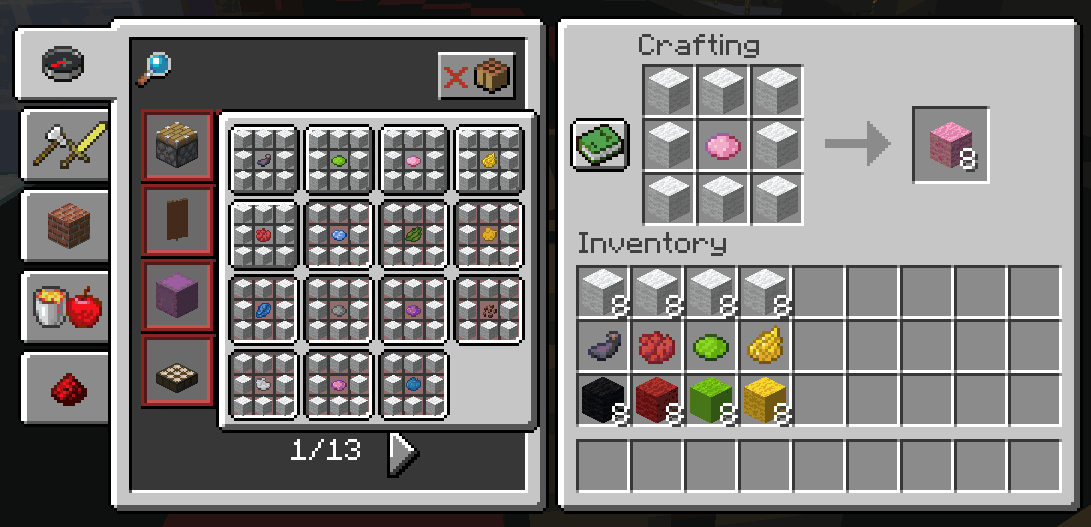 Crafting
8
Inventory
8 8 8 8
8 8 8 8
1/13